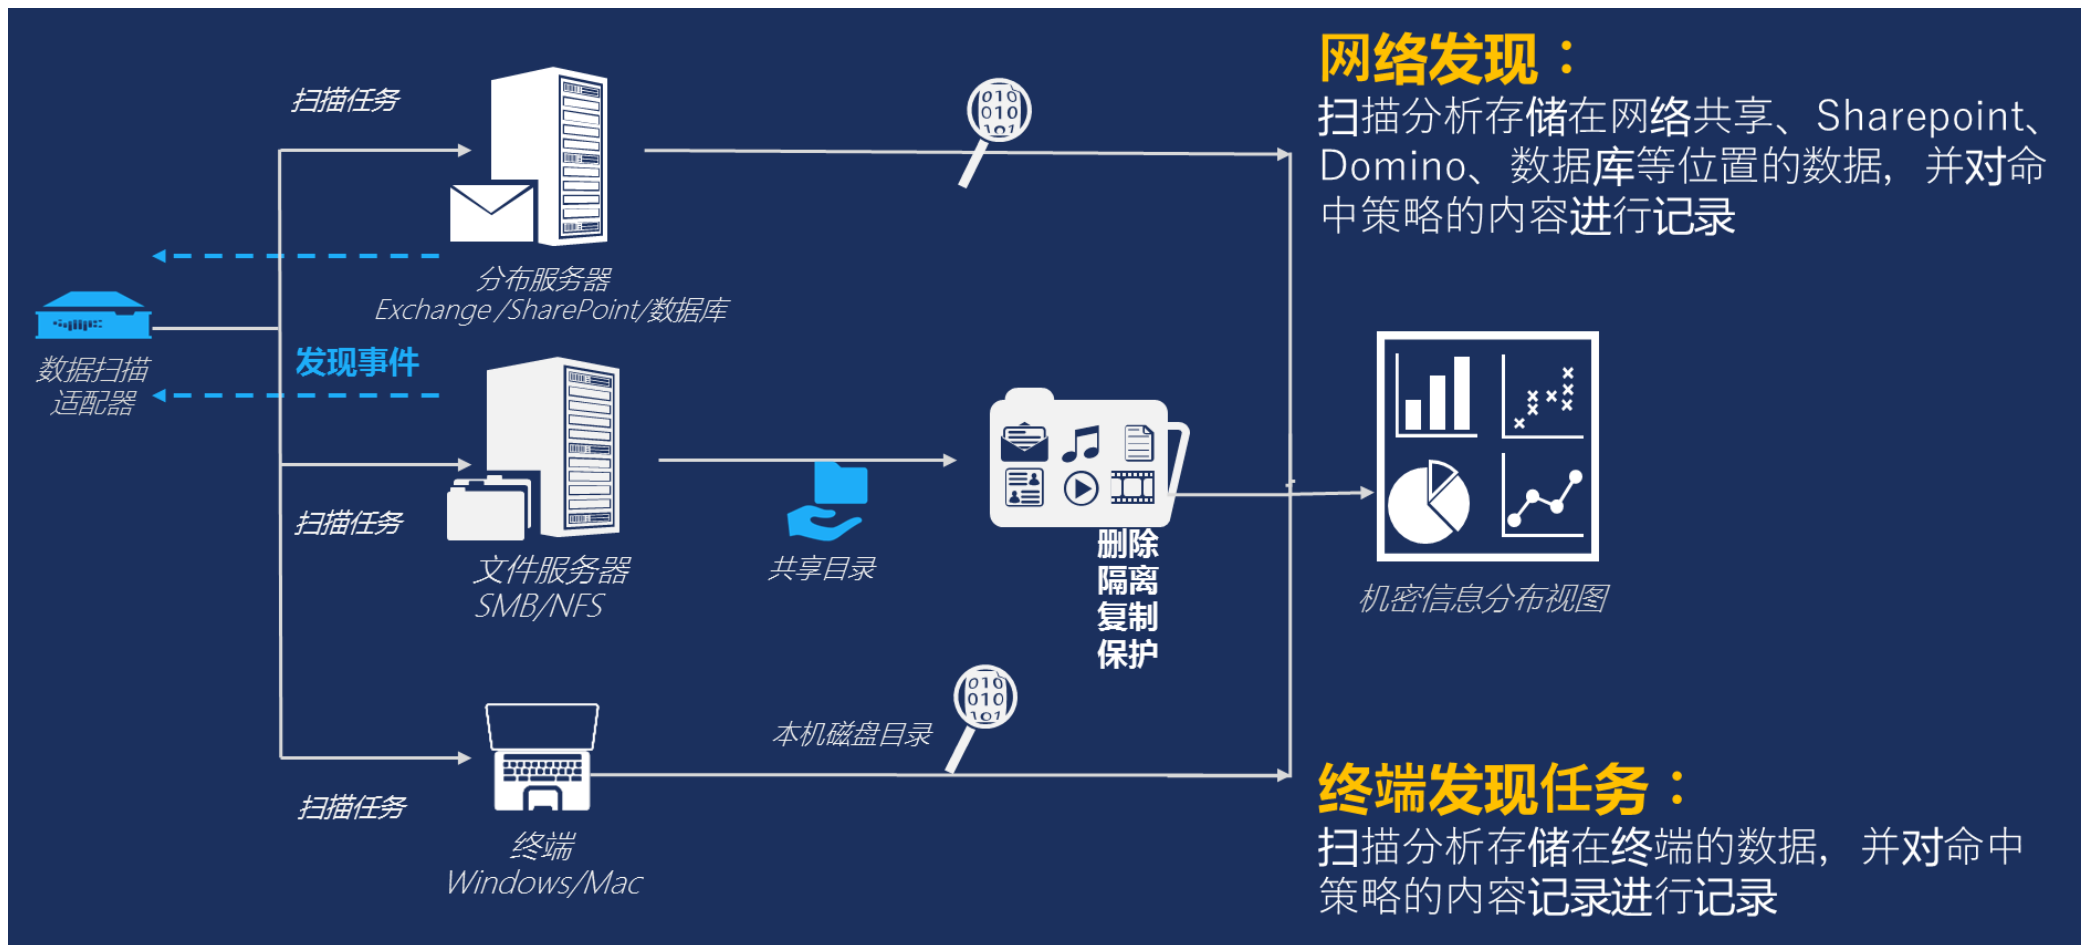 网络发现：
扫描分析存储在网络共享、Sharepoint、
Domino、数据库等位置的数据，并对命
中策略的内容进行记录
扫描任务
分布服务器
Exchange /SharePoint/数据库
数据扫描
适配器
发现事件
扫描任务
文件服务器
SMB/NFS
共享目录
删除
隔离
复制
保护
机密信息分布视图
扫描任务
终端
Windows/Mac
本机磁盘目录
终端发现任务：
扫描分析存储在终端的数据，并对命中
策略的内容记录进行记录
010
010
101
010
010
101